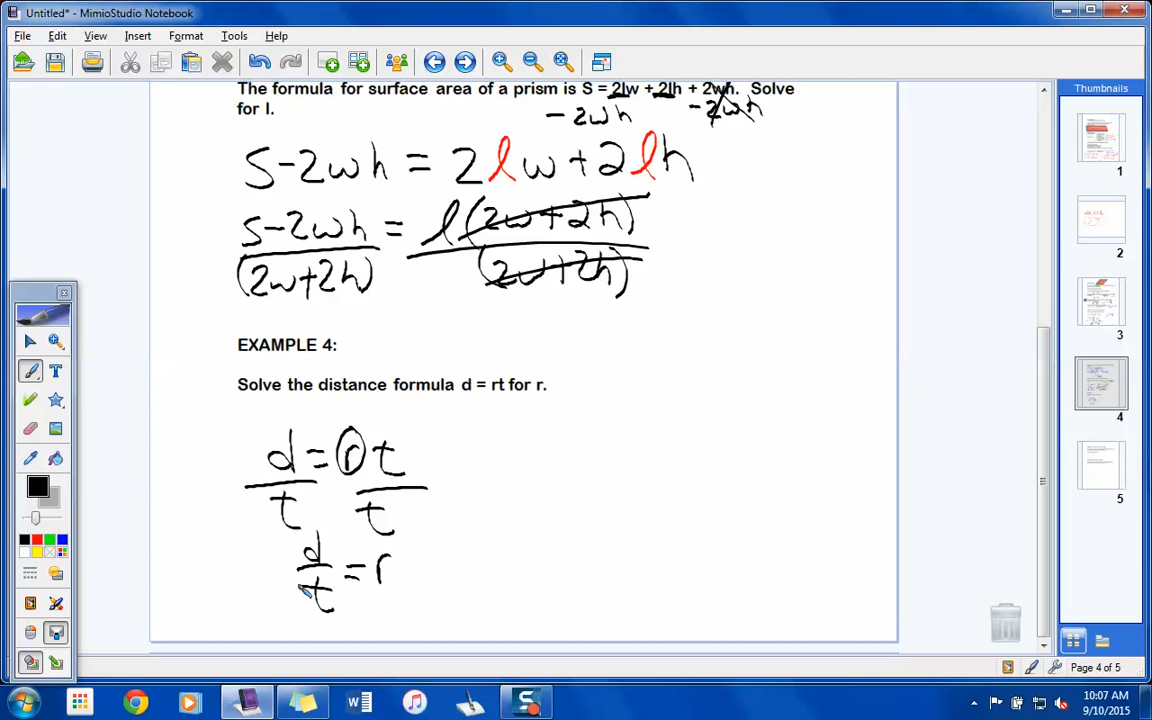 Untitled* - MimioStudio Notebook
File Edit View Insert Format Tools Help
The formula for surface area of a prism is S = 2lw + 2lh + 2wh. Solve
for l.
- 2wh - 2wh
S-2wh = 2lw + 2lh
S-2wh = l(2w+2h)
(2w+2h) (2w+2h)
EXAMPLE 4:
Solve the distance formula d = rt for r.
d = rt
t t
d
t = r
Thumbnails
1
2
3
4
5
Page 4 of 5
10:07 AM
9/10/2015